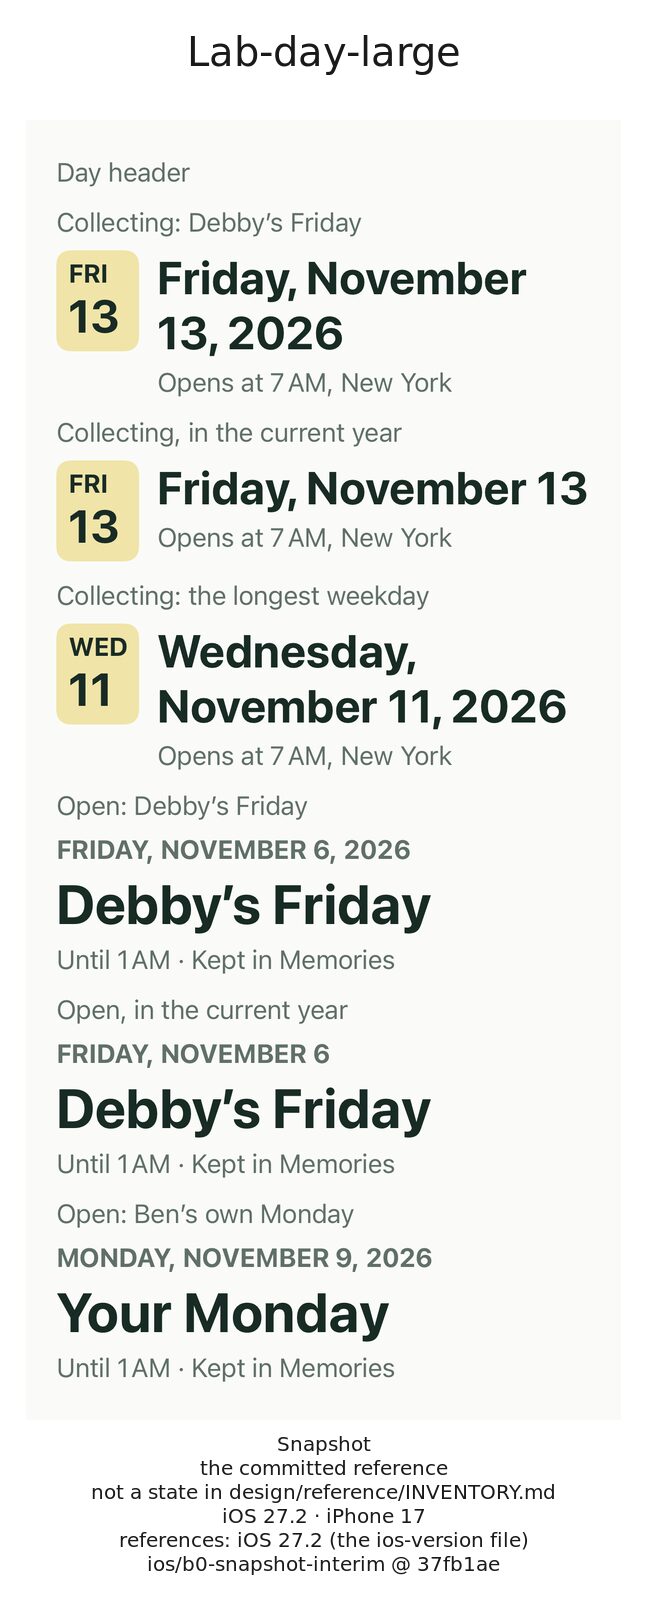 Lab-day-large
Day header
Collecting: Debby’s Friday
FRI
13
Friday, November
13, 2026
Opens at 7 AM, New York
Collecting, in the current year
FRI
13
Friday, November 13
Opens at 7 AM, New York
Collecting: the longest weekday
WED
11
Wednesday,
November 11, 2026
Opens at 7 AM, New York
Open: Debby’s Friday
FRIDAY, NOVEMBER 6, 2026
Debby’s Friday
Until 1 AM · Kept in Memories
Open, in the current year
FRIDAY, NOVEMBER 6
Debby’s Friday
Until 1 AM · Kept in Memories
Open: Ben’s own Monday
MONDAY, NOVEMBER 9, 2026
Your Monday
Until 1 AM · Kept in Memories
Snapshot
the committed reference
not a state in design/reference/INVENTORY.md
iOS 27.2 · iPhone 17
references: iOS 27.2 (the ios-version file)
ios/b0-snapshot-interim @ 37fb1ae